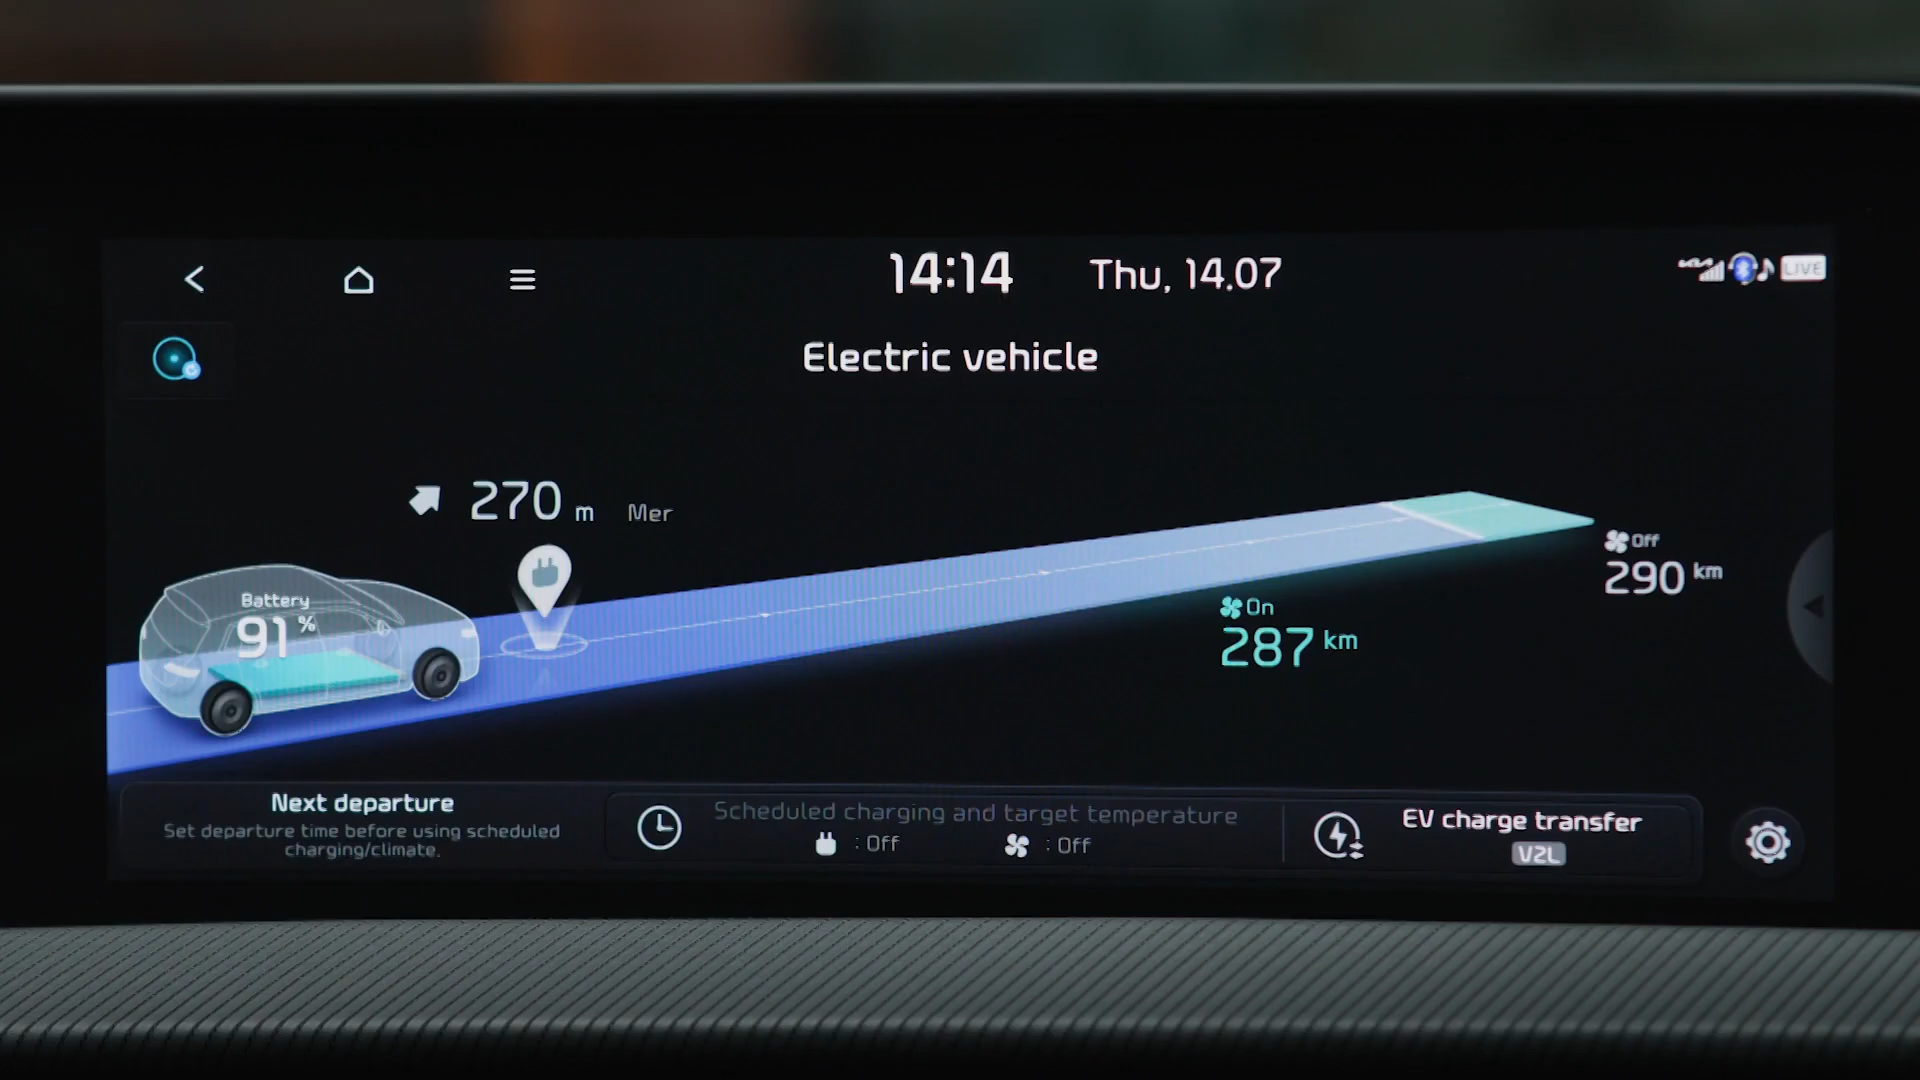 14:14 Thu, 14.07 LIVE
Electric vehicle
270 m Mer
Off
290 km
Battery
91 %
On
287 km
Next departure
Set departure time before using scheduled
charging/climate.
Scheduled charging and target temperature
: Off : Off
EV charge transfer
V2L